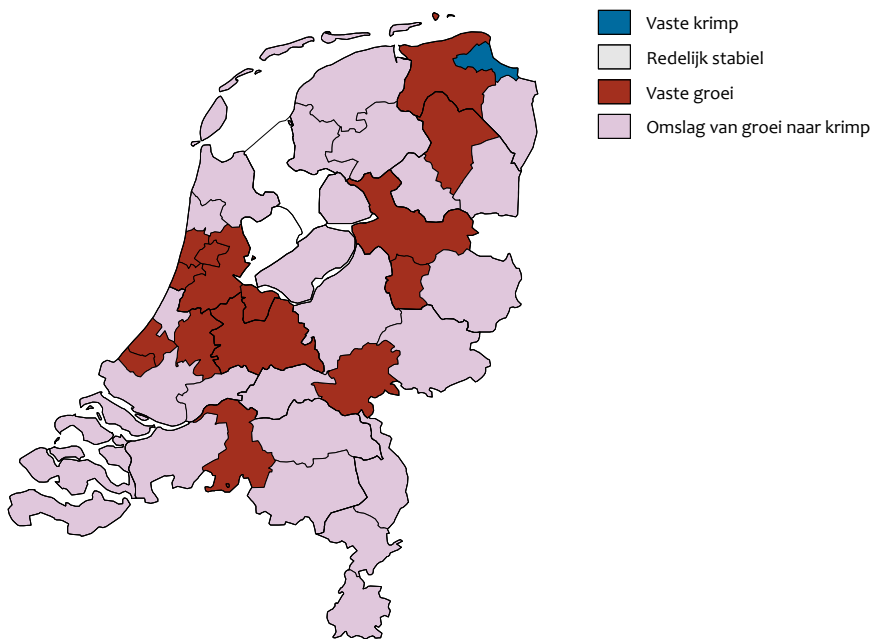 Vaste krimp
Redelijk stabiel
Vaste groei
Omslag van groei naar krimp